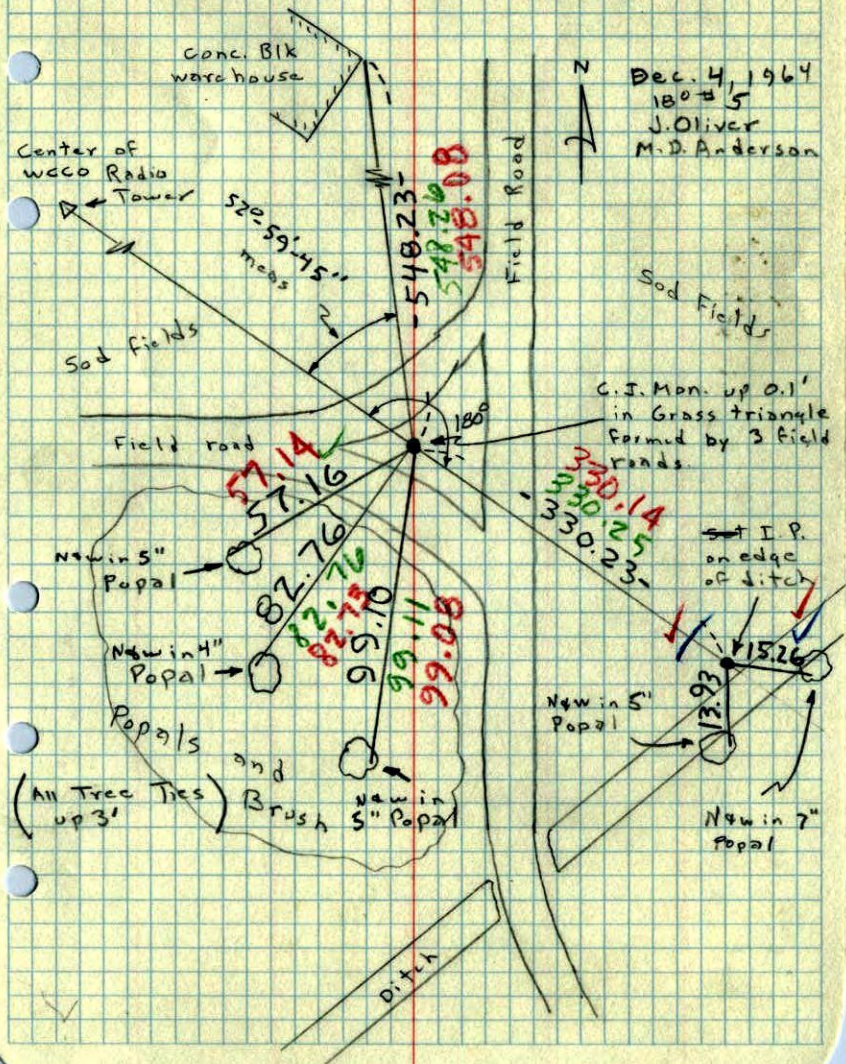 Conc. Blk
warehouse
N
Dec. 4, 1964
18° # 5
J. Oliver
M. D. Anderson
Center of
WCCO Radio
Tower
52°-59'-45"
meas
-548.23-
548.26
548.08
Field Road
Sod Fields
Sod Fields
180°
C.I. Mon. up 0.1'
in Grass triangle
formed by 3 field
roads.
Field road
57.14
57.16
330.14
330.25
-330.23-
I.P.
on edge
of ditch
N&W in 5"
Popal
82.76
82.76
82.73
99.10
99.11
99.08
15.26
13.93
N&W in 4"
Popal
N&W in 5"
Popal
Popals
and
Brush
(All Tree Ties
up 3')
N&W in
5" Popal
N&W in 7"
Popal
Ditch